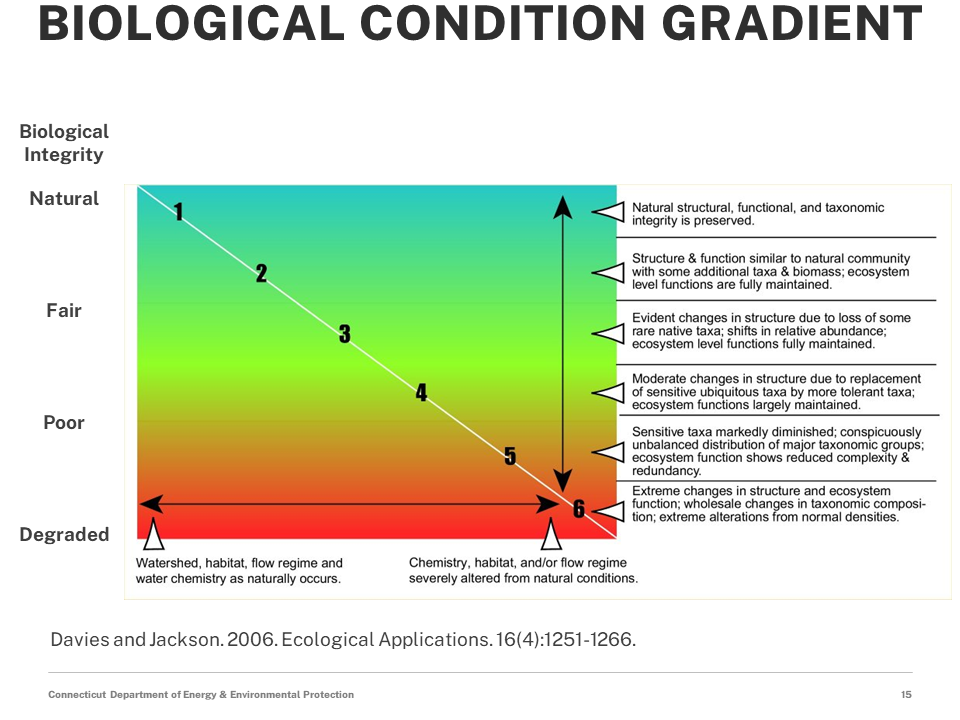 BIOLOGICAL CONDITION GRADIENT
Biological
Integrity
Natural
Fair
Poor
Degraded
1
2
3
4
5
6
Natural structural, functional, and taxonomic
integrity is preserved.
Structure & function similar to natural community
with some additional taxa & biomass; ecosystem
level functions are fully maintained.
Evident changes in structure due to loss of some
rare native taxa; shifts in relative abundance;
ecosystem level functions fully maintained.
Moderate changes in structure due to replacement
of sensitive ubiquitous taxa by more tolerant taxa;
ecosystem functions largely maintained.
Sensitive taxa markedly diminished; conspicuously
unbalanced distribution of major taxonomic groups;
ecosystem function shows reduced complexity &
redundancy.
Extreme changes in structure and ecosystem
function; wholesale changes in taxonomic composi-
tion; extreme alterations from normal densities.
Watershed, habitat, flow regime and
water chemistry as naturally occurs.
Chemistry, habitat, and/or flow regime
severely altered from natural conditions.
Davies and Jackson. 2006. Ecological Applications. 16(4):1251-1266.
Connecticut Department of Energy & Environmental Protection
15